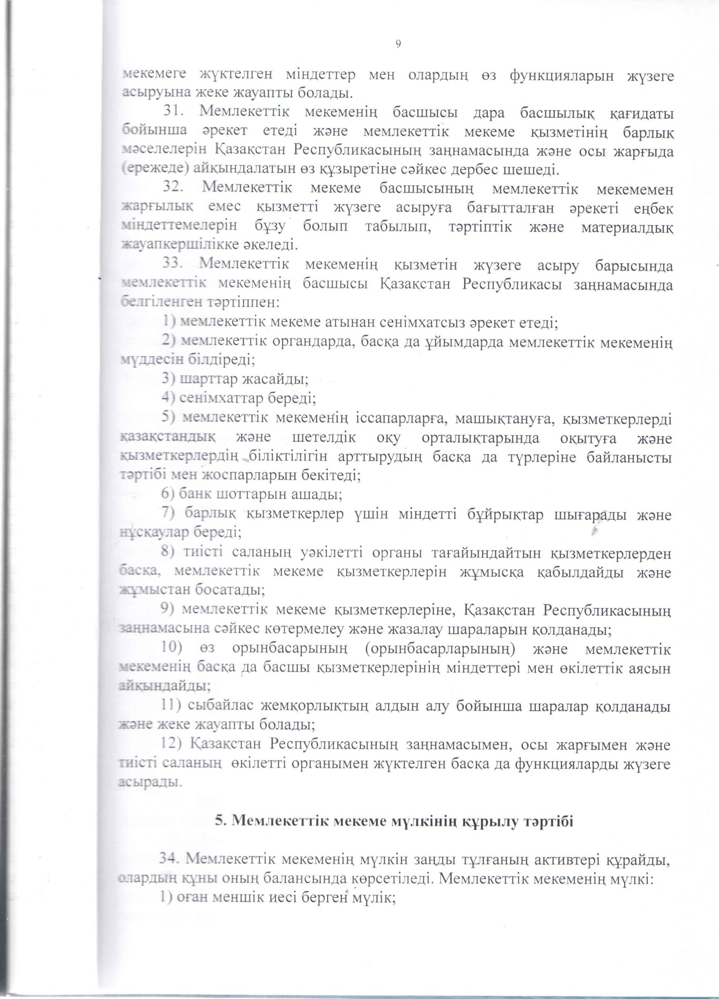 9
мекемеге жүктелген міндеттер мен олардың өз функцияларын жүзеге
асыруына жеке жауапты болады.
31. Мемлекеттік мекеменің басшысы дара басшылық қағидаты
бойынша әрекет етеді және мемлекеттік мекеме қызметінің барлық
мәселелерін Қазақстан Республикасының заңнамасында және осы жарғыда
(ережеде) айқындалатын өз құзыретіне сәйкес дербес шешеді.
32. Мемлекеттік мекеме басшысының мемлекеттік мекемемен
жарғылық емес қызметті жүзеге асыруға бағытталған әрекеті еңбек
міндеттемелерін бұзу болып табылып, тәртіптік және материалдық
жауапкершілікке әкеледі.
33. Мемлекеттік мекеменің қызметін жүзеге асыру барысында
мемлекеттік мекеменің басшысы Қазақстан Республикасы заңнамасында
белгіленген тәртіппен:
1) мемлекеттік мекеме атынан сенімхатсыз әрекет етеді;
2) мемлекеттік органдарда, басқа да ұйымдарда мемлекеттік мекеменің
мүддесін білдіреді;
3) шарттар жасайды;
4) сенімхаттар береді;
5) мемлекеттік мекеменің іссапарларға, машықтануға, қызметкерлерді
қазақстандық және шетелдік оқу орталықтарында оқытуға және
қызметкерлердің біліктілігін арттырудың басқа да түрлеріне байланысты
тәртібі мен жоспарларын бекітеді;
6) банк шоттарын ашады;
7) барлық қызметкерлер үшін міндетті бұйрықтар шығарады және
нұсқаулар береді;
8) тиісті саланың уәкілетті органы тағайындайтын қызметкерлерден
басқа, мемлекеттік мекеме қызметкерлерін жұмысқа қабылдайды және
жұмыстан босатады;
9) мемлекеттік мекеме қызметкерлеріне, Қазақстан Республикасының
заңнамасына сәйкес көтермелеу және жазалау шараларын қолданады;
10) өз орынбасарының (орынбасарларының) және мемлекеттік
мекеменің басқа да басшы қызметкерлерінің міндеттері мен өкілеттік аясын
айқындайды;
11) сыбайлас жемқорлықтың алдын алу бойынша шаралар қолданады
және жеке жауапты болады;
12) Қазақстан Республикасының заңнамасымен, осы жарғымен және
тиісті саланың өкілетті органымен жүктелген басқа да функцияларды жүзеге
асырады.
5. Мемлекеттік мекеме мүлкінің құрылу тәртібі
34. Мемлекеттік мекеменің мүлкін заңды тұлғаның активтері құрайды,
олардың құны оның балансында көрсетіледі. Мемлекеттік мекеменің мүлкі:
1) оған меншік иесі берген мүлік;